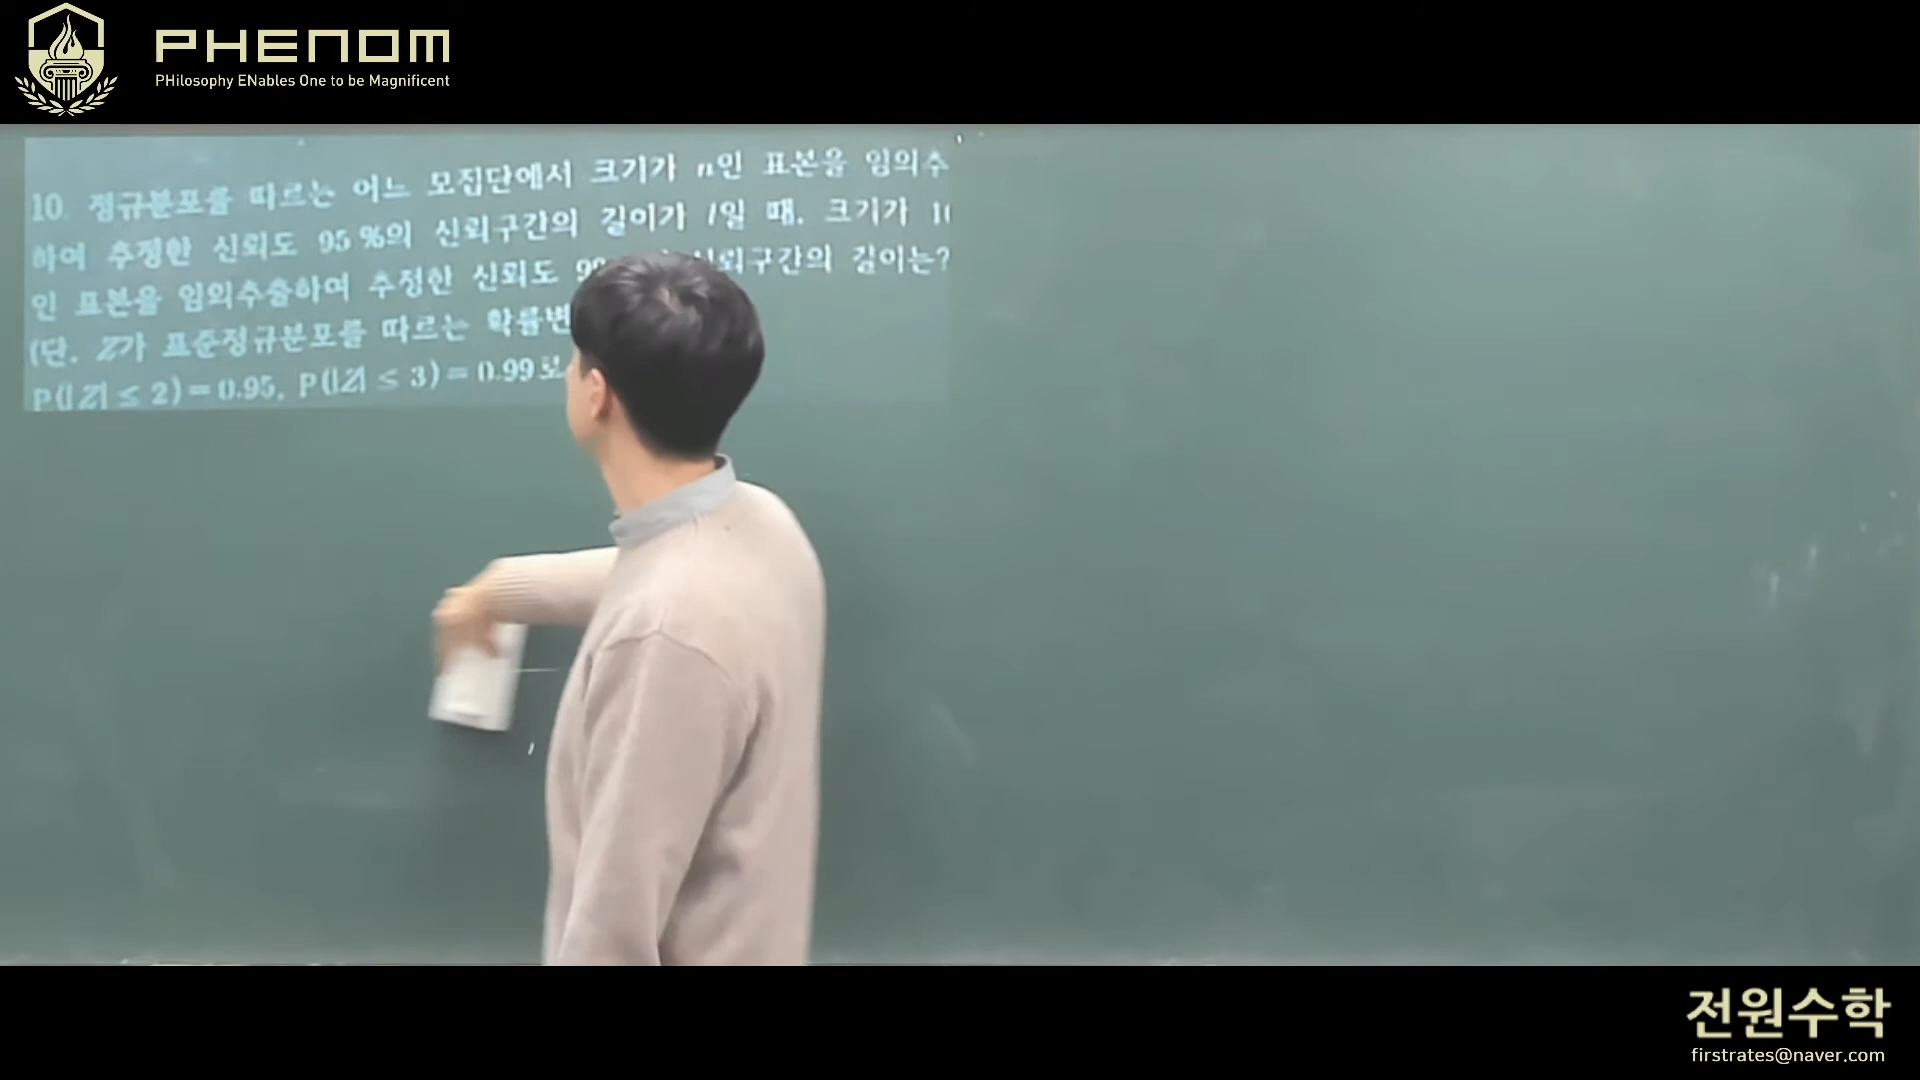 PHENOM
PHilosophy ENables One to be Magnificent
10. 정규분포를 따르는 어느 모집단에서 크기가 n인 표본을 임의추
하여 추정한 신뢰도 95 %의 신뢰구간의 길이가 l일 때, 크기가
인 표본을 임의추출하여 추정한 신뢰도 신뢰구간의 길이는?
(단, Z가 표준정규분포를 따르는 확률변
P(|Z| ≤ 2) = 0.95, P(|Z| ≤ 3) = 0.99로
전원수학
firstrates@naver.com